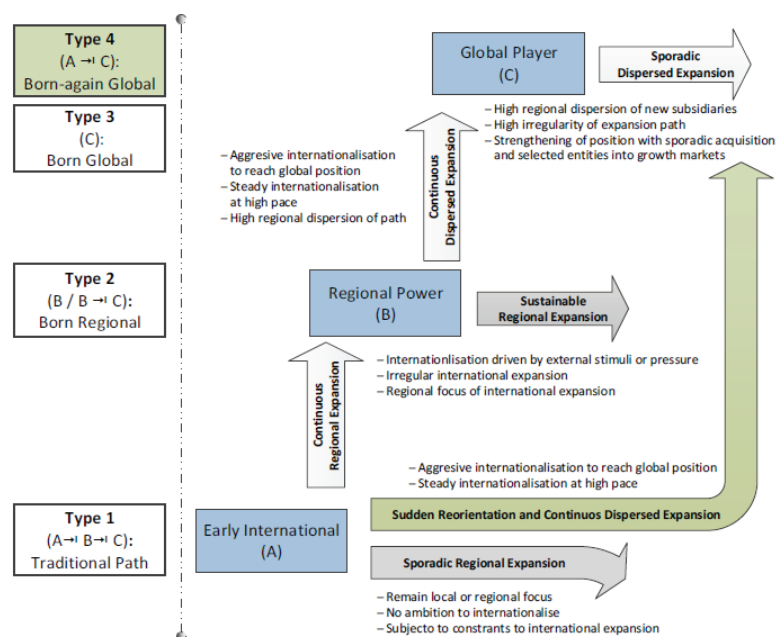 Type 4
(A →ı C):
Born-again Global
Type 3
(C):
Born Global
Type 2
(B / B →ı C):
Born Regional
Type 1
(A→ı B→ı C):
Traditional Path
Global Player
(C)
Sporadic
Dispersed Expansion
– High regional dispersion of new subsidiaries
– High irregularity of expansion path
– Strengthening of position with sporadic acquisition
and selected entities into growth markets
– Aggresive internationalisation
to reach global position
– Steady internationalisation
at high pace
– High regional dispersion of path
Continuous
Dispersed Expansion
Regional Power
(B)
Sustainable
Regional Expansion
– Internationlisation driven by external stimuli or pressure
– Irregular international expansion
– Regional focus of international expansion
Continuous
Regional Expansion
– Aggresive internationalisation to reach global position
– Steady internationalisation at high pace
Early International
(A)
Sudden Reorientation and Continuos Dispersed Expansion
Sporadic Regional Expansion
– Remain local or regional focus
– No ambition to internationalise
– Subjecto to constrants to international expansion